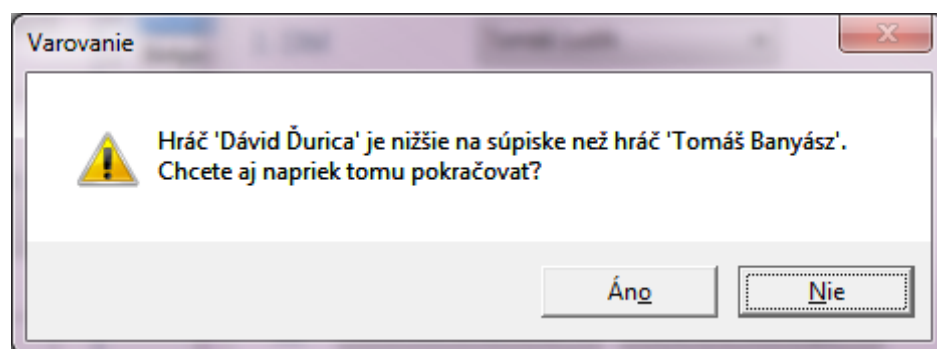 Varovanie
Hráč 'Dávid Ďurica' je nižšie na súpiske než hráč 'Tomáš Banyász'.
Chcete aj napriek tomu pokračovať?
Áno
Nie